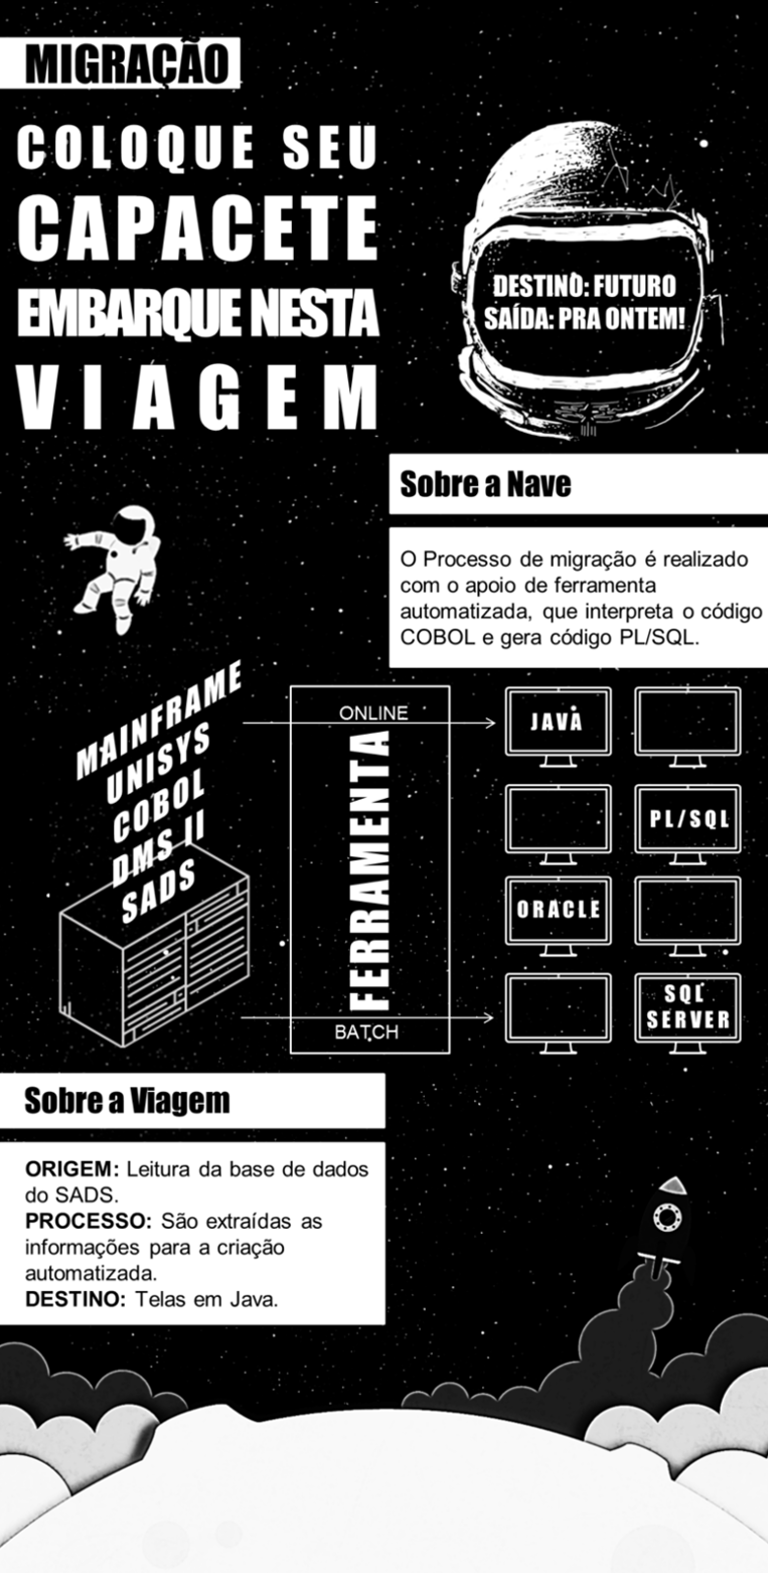 MIGRAÇÃO
COLOQUE SEU
CAPACETE
EMBARQUE NESTA
VIAGEM
DESTINO: FUTURO
SAÍDA: PRA ONTEM!
Sobre a Nave
O Processo de migração é realizado
com o apoio de ferramenta
automatizada, que interpreta o código
COBOL e gera código PL/SQL.
MAINFRAME
UNISYS
COBOL
DMS II
SADS
ONLINE
FERRAMENTA
BATCH
JAVA
PL/SQL
ORACLE
SQL
SERVER
Sobre a Viagem
ORIGEM: Leitura da base de dados
do SADS.
PROCESSO: São extraídas as
informações para a criação
automatizada.
DESTINO: Telas em Java.